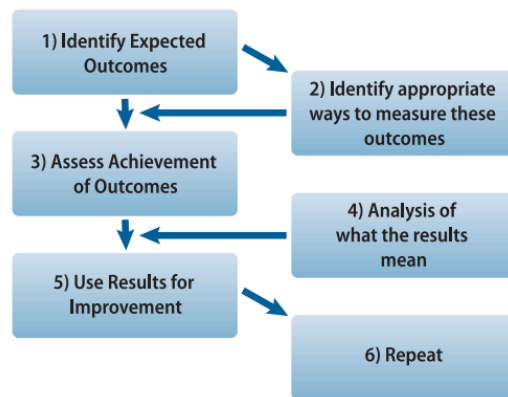 1) Identify Expected
Outcomes
2) Identify appropriate
ways to measure these
outcomes
3) Assess Achievement
of Outcomes
4) Analysis of
what the results
mean
5) Use Results for
Improvement
6) Repeat